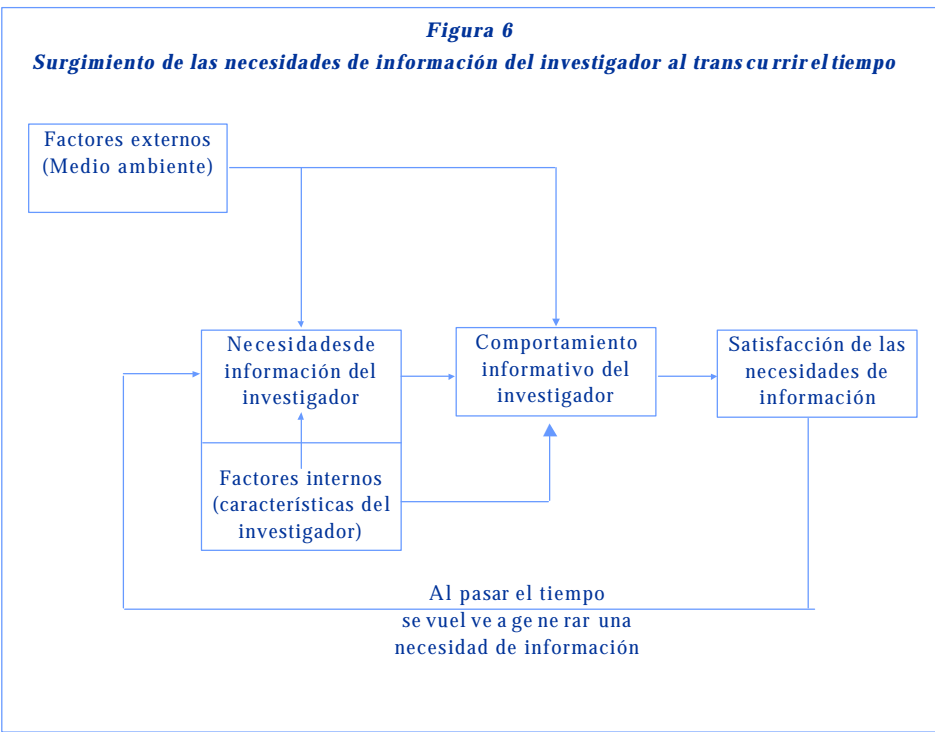 Figura 6
Surgimiento de las necesidades de información del investigador al trans cu rrir el tiempo
Factores externos
(Medio ambiente)
Necesidadesde
información del
investigador
Comportamiento
informativo del
investigador
Satisfacción de las
necesidades de
información
Factores internos
(características del
investigador)
Al pasar el tiempo
se vuel ve a ge ne rar una
necesidad de información